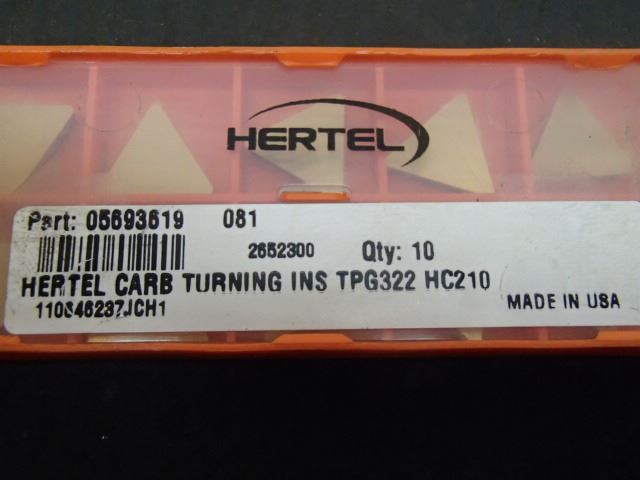 HERTEL
Part: 05693619 081
2652300 Qty: 10
HERTEL CARB TURNING INS TPG322 HC210
110846237JCH1 MADE IN USA